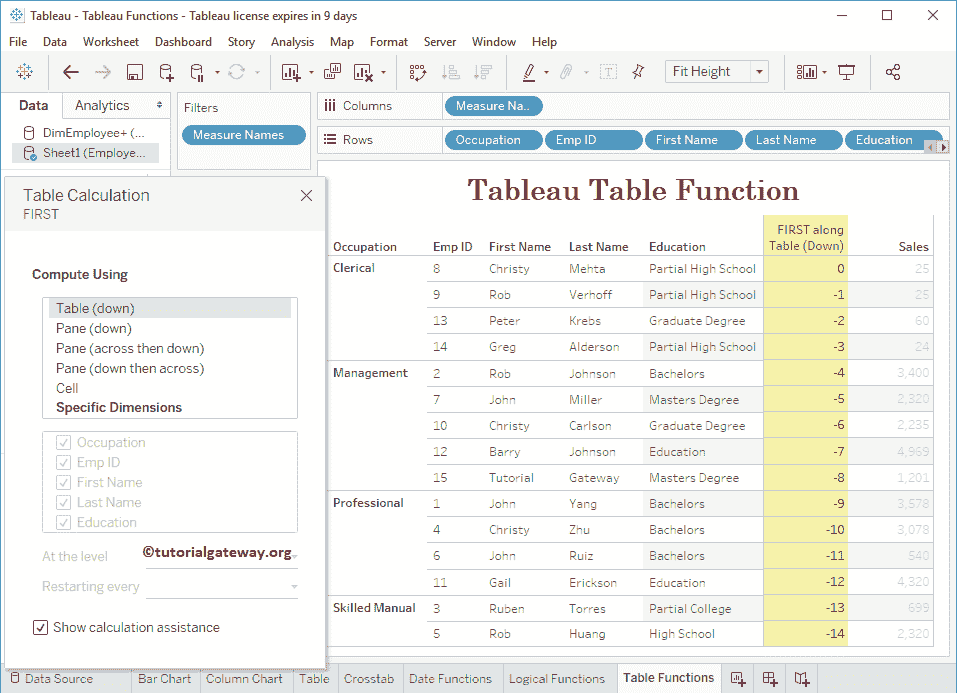 Tableau - Tableau Functions - Tableau license expires in 9 days
File Data Worksheet Dashboard Story Analysis Map Format Server Window Help
Fit Height
Data Analytics
DimEmployee+ (...
Sheet1 (Employe...
Filters
Measure Names
Columns Measure Na..
Rows Occupation Emp ID First Name Last Name Education
Table Calculation
FIRST
Compute Using
Table (down)
Pane (down)
Pane (across then down)
Pane (down then across)
Cell
Specific Dimensions
Occupation
Emp ID
First Name
Last Name
Education
At the level
©tutorialgateway.org
Restarting every
Show calculation assistance
Tableau Table Function
FIRST along
Occupation Emp ID First Name Last Name Education Table (Down) Sales
Clerical 8 Christy Mehta Partial High School 0 25
9 Rob Verhoff Partial High School -1 25
13 Peter Krebs Graduate Degree -2 60
14 Greg Alderson Partial High School -3 24
Management 2 Rob Johnson Bachelors -4 3,400
7 John Miller Masters Degree -5 2,320
10 Christy Carlson Graduate Degree -6 2,235
12 Barry Johnson Education -7 4,969
15 Tutorial Gateway Masters Degree -8 1,201
Professional 1 John Yang Bachelors -9 3,578
4 Christy Zhu Bachelors -10 3,078
6 John Ruiz Bachelors -11 540
11 Gail Erickson Education -12 4,320
Skilled Manual 3 Ruben Torres Partial College -13 699
5 Rob Huang High School -14 2,320
Data Source Bar Chart Column Chart Table Crosstab Date Functions Logical Functions Table Functions